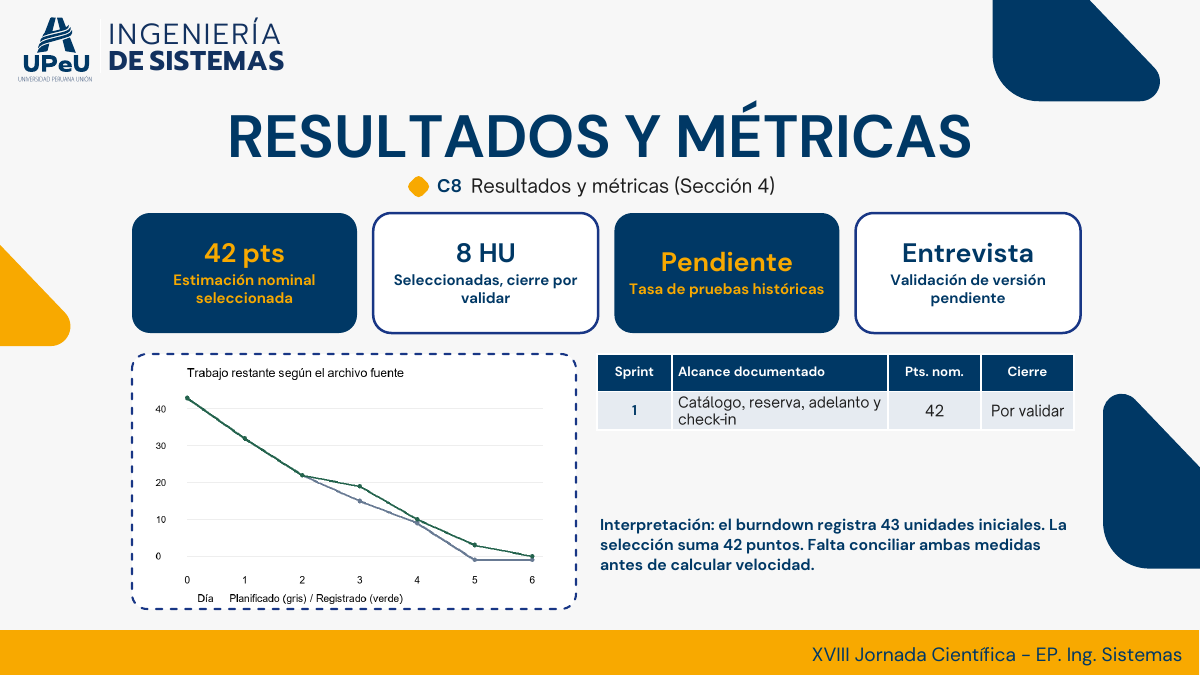 UPeU
UNIVERSIDAD PERUANA UNIÓN
INGENIERÍA
DE SISTEMAS
RESULTADOS Y MÉTRICAS
C8 Resultados y métricas (Sección 4)
42 pts
Estimación nominal
seleccionada
8 HU
Seleccionadas, cierre por
validar
Pendiente
Tasa de pruebas históricas
Entrevista
Validación de versión
pendiente
Trabajo restante según el archivo fuente
40
30
20
10
0
0 1 2 3 4 5 6
Día Planificado (gris) / Registrado (verde)
Sprint Alcance documentado Pts. nom. Cierre
1 Catálogo, reserva, adelanto y check-in 42 Por validar
Interpretación: el burndown registra 43 unidades iniciales. La
selección suma 42 puntos. Falta conciliar ambas medidas
antes de calcular velocidad.
XVIII Jornada Científica - EP. Ing. Sistemas